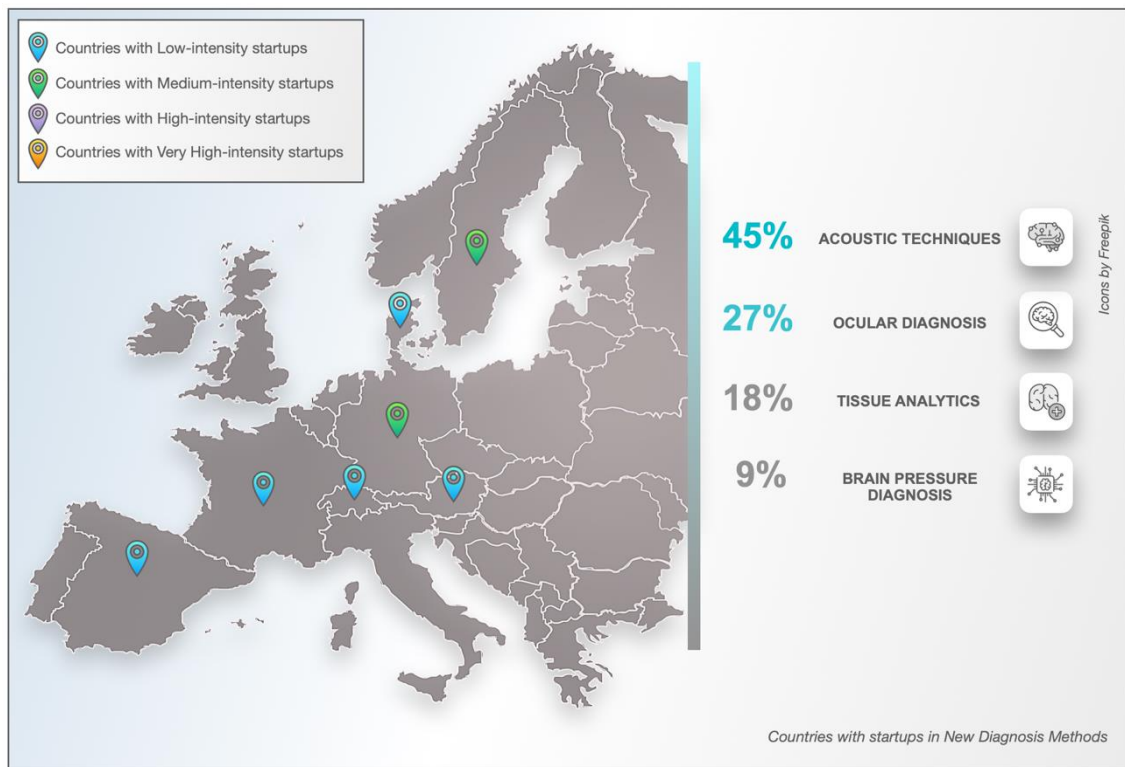 Countries with Low-intensity startups
Countries with Medium-intensity startups
Countries with High-intensity startups
Countries with Very High-intensity startups
45%
ACOUSTIC TECHNIQUES
27%
OCULAR DIAGNOSIS
18%
TISSUE ANALYTICS
9%
BRAIN PRESSURE
DIAGNOSIS
Icons by Freepik
Countries with startups in New Diagnosis Methods